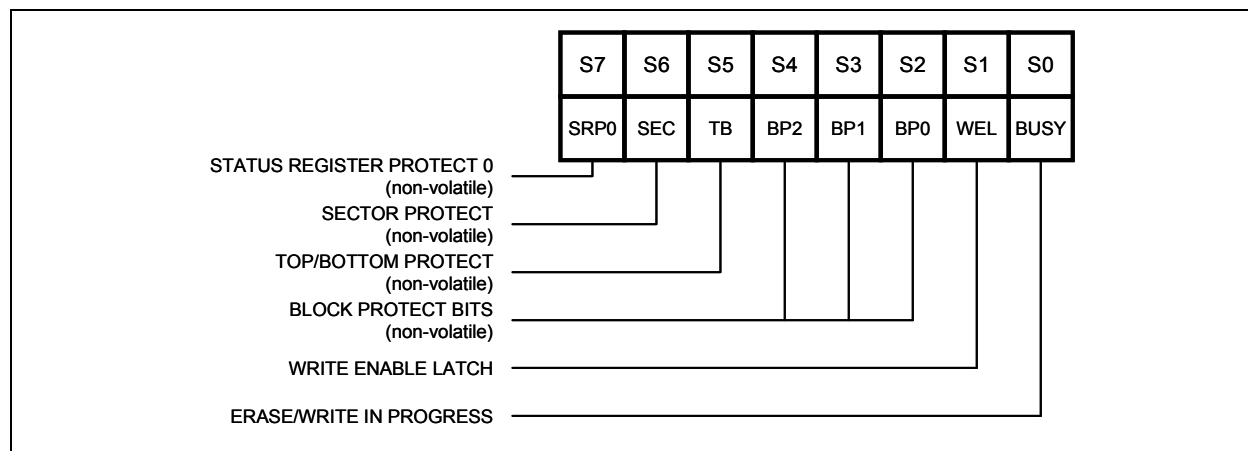 S7 S6 S5 S4 S3 S2 S1 S0
SRP0 SEC TB BP2 BP1 BP0 WEL BUSY
STATUS REGISTER PROTECT 0
(non-volatile)
SECTOR PROTECT
(non-volatile)
TOP/BOTTOM PROTECT
(non-volatile)
BLOCK PROTECT BITS
(non-volatile)
WRITE ENABLE LATCH
ERASE/WRITE IN PROGRESS